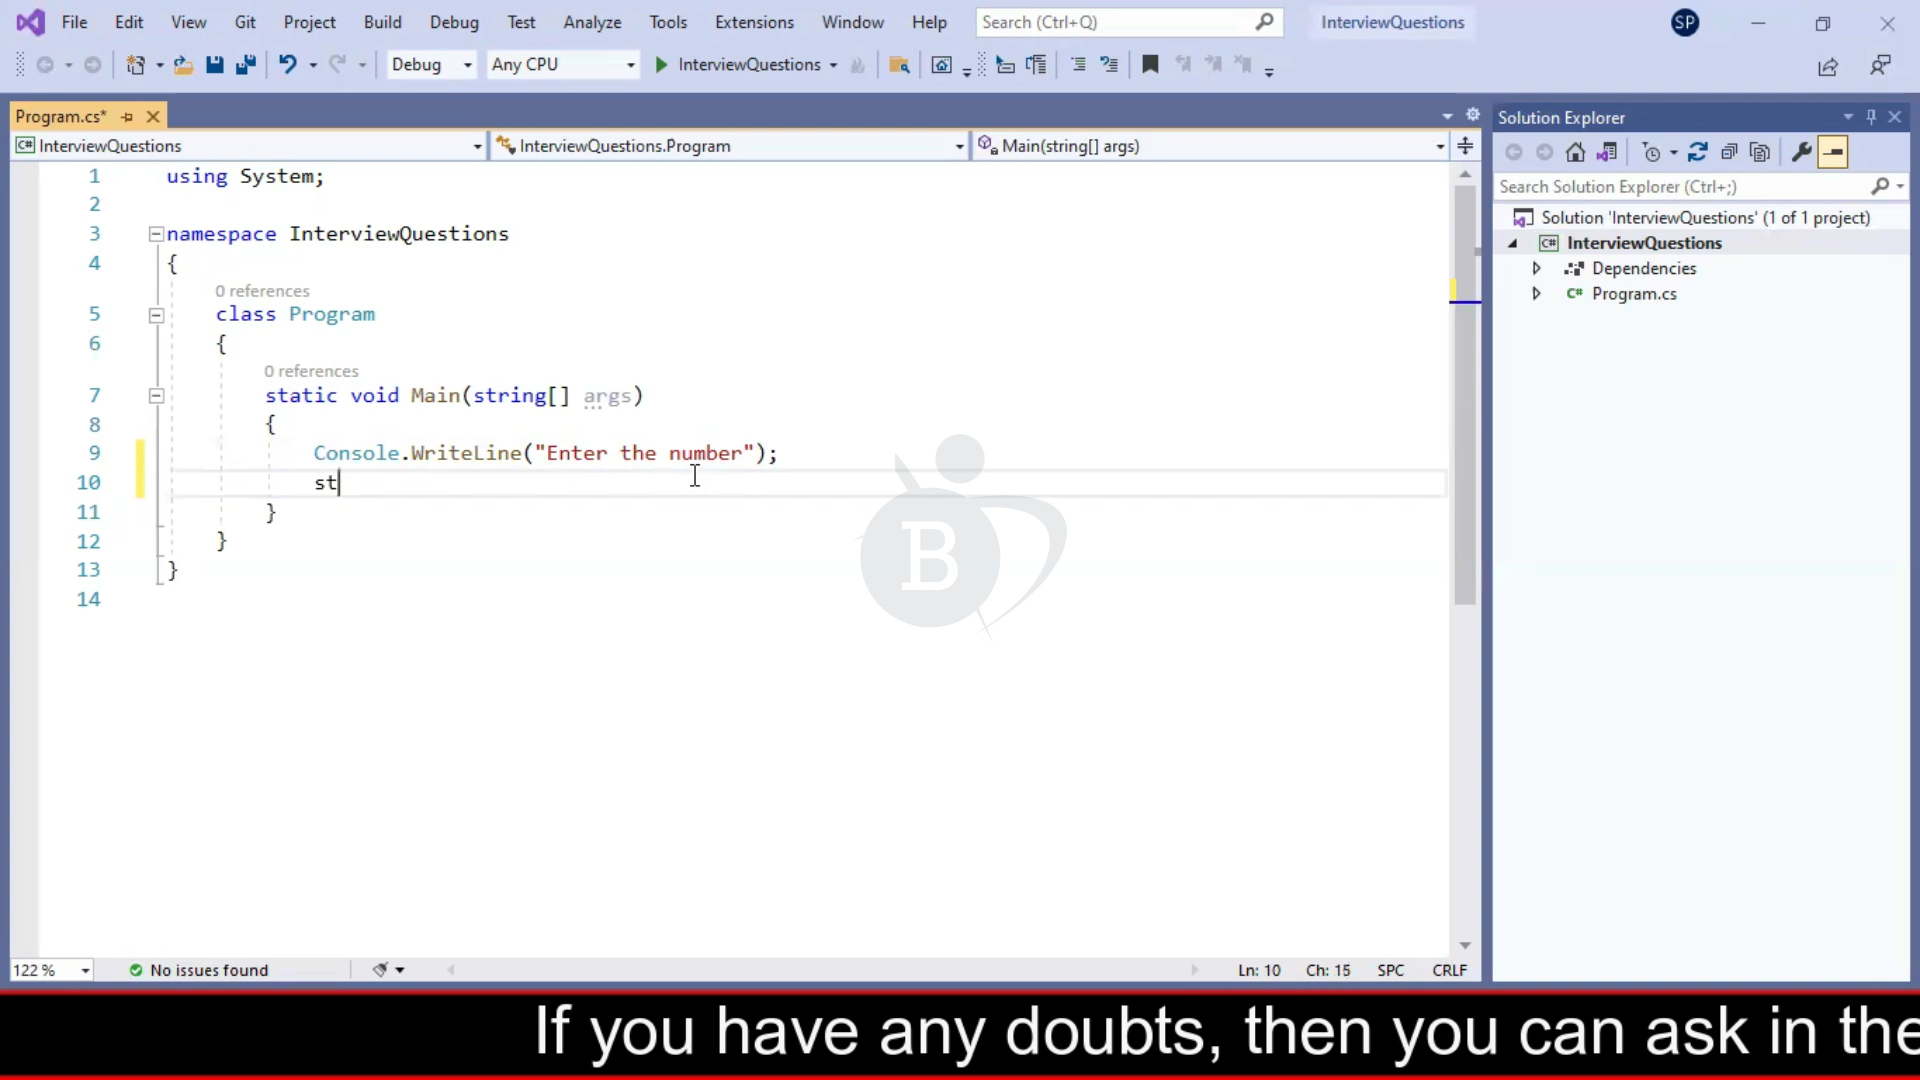 File Edit View Git Project Build Debug Test Analyze Tools Extensions Window Help Search (Ctrl+Q) InterviewQuestions SP
Debug Any CPU InterviewQuestions
Program.cs*
C# InterviewQuestions InterviewQuestions.Program Main(string[] args)
1 using System;
2
3 namespace InterviewQuestions
4 {
0 references
5 class Program
6 {
0 references
7 static void Main(string[] args)
8 {
9 Console.WriteLine("Enter the number");
10 st
11 }
12 }
13 }
14
B
122 % No issues found Ln: 10 Ch: 15 SPC CRLF
Solution Explorer
Search Solution Explorer (Ctrl+;)
Solution 'InterviewQuestions' (1 of 1 project)
C# InterviewQuestions
Dependencies
C# Program.cs
If you have any doubts, then you can ask in the